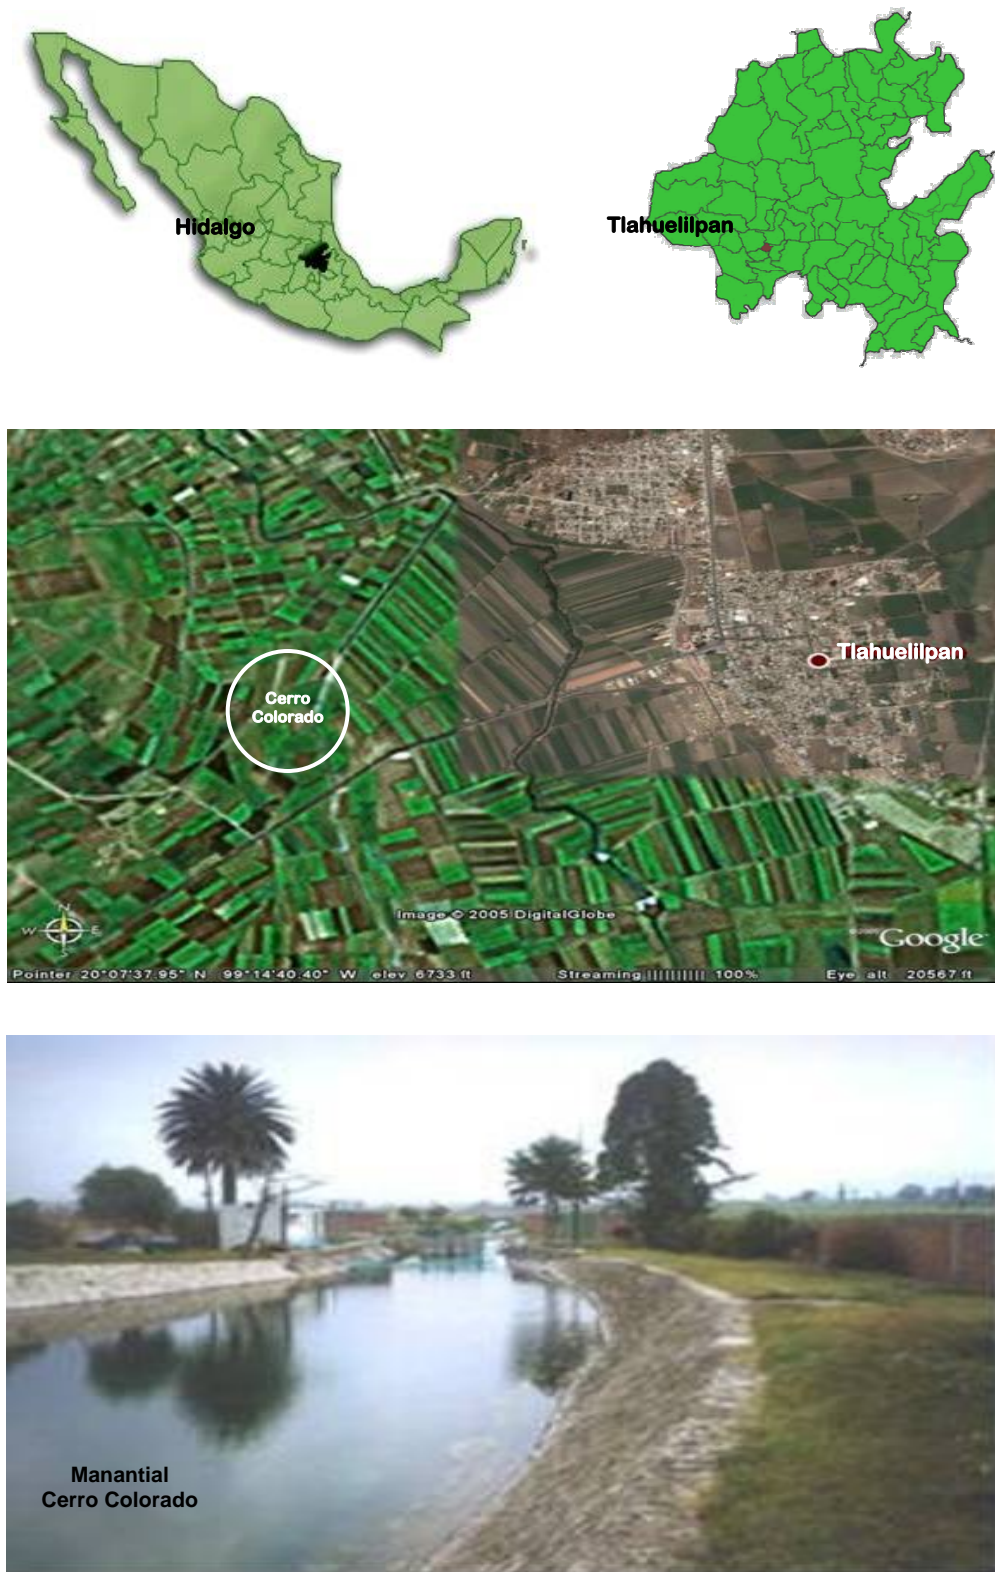 Hidalgo
Tlahuelilpan
Tlahuelilpan
Cerro
Colorado
Image © 2005 DigitalGlobe
N
W E
S
Google
Pointer 20°07'37.95" N 99°14'40.40" W elev 6733 ft Streaming |||||||||| 100% Eye alt 20567 ft
Manantial
Cerro Colorado